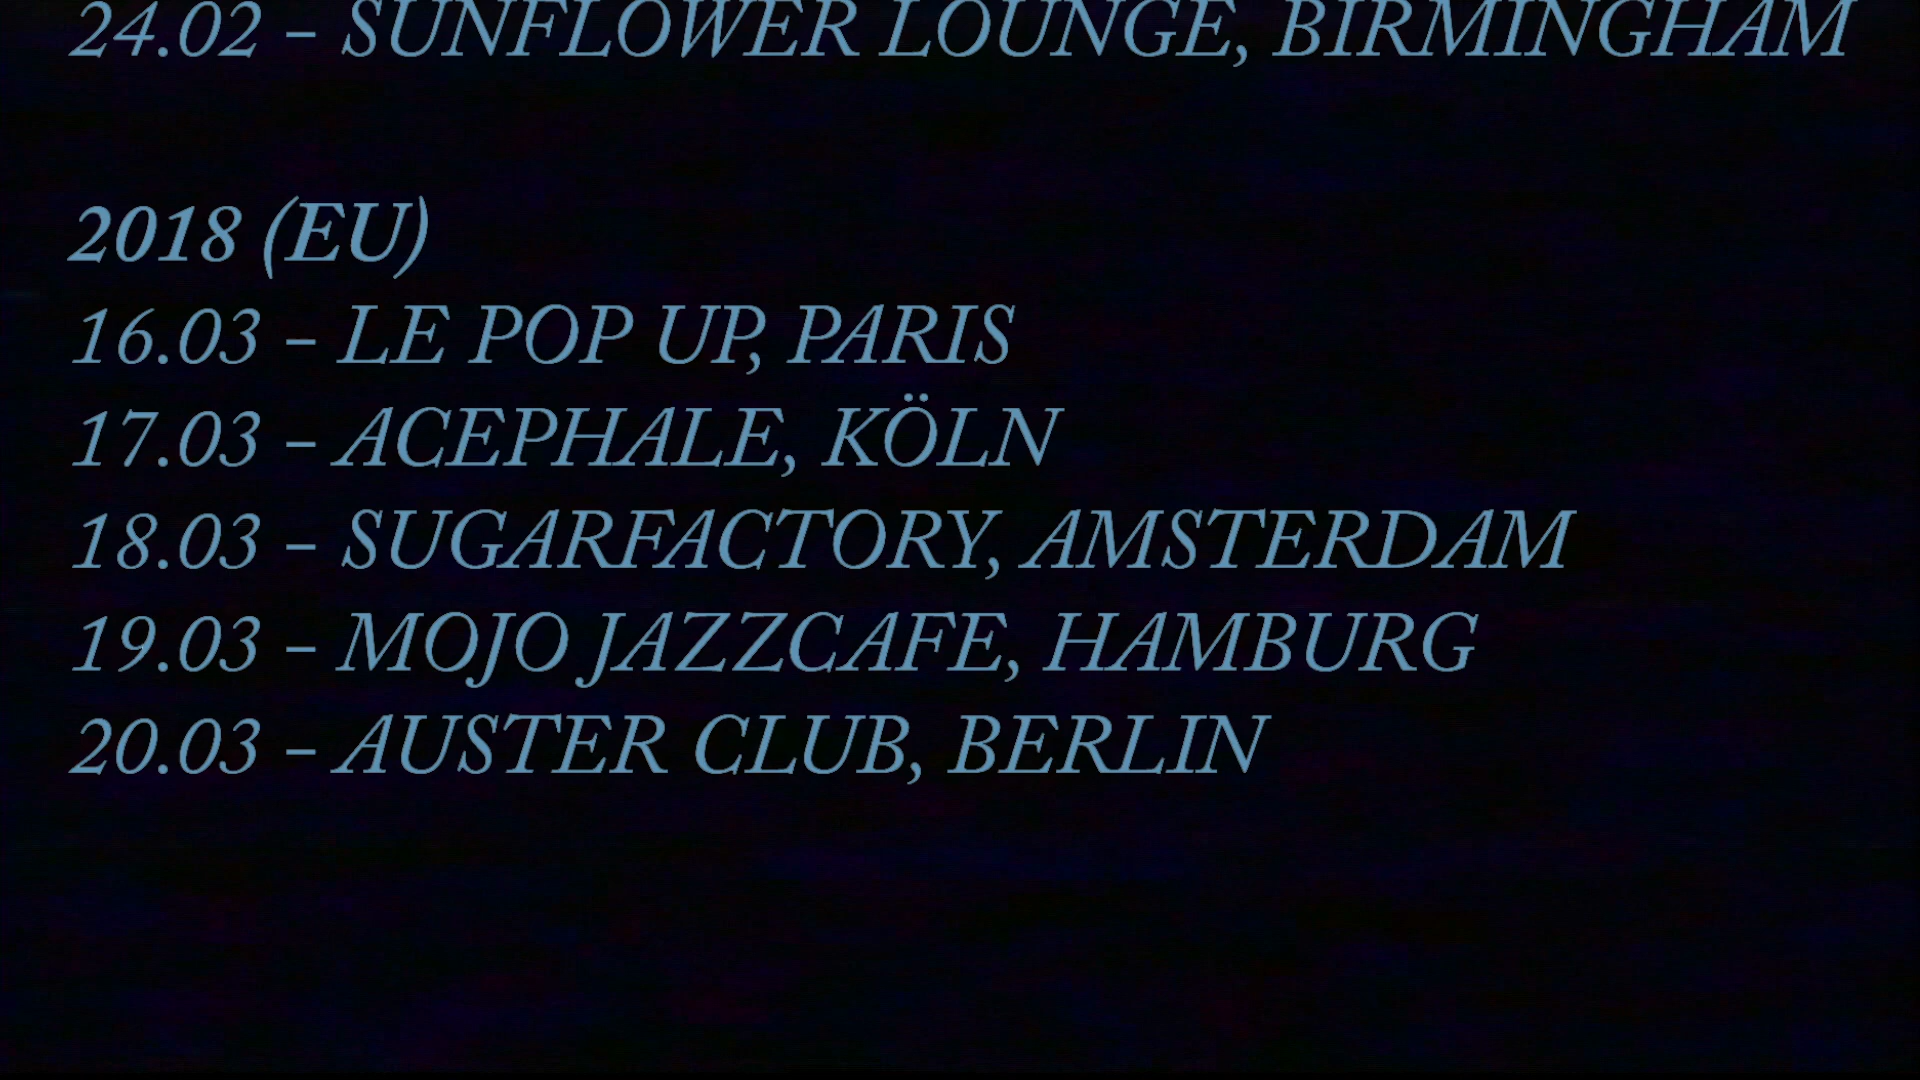 24.02 – SUNFLOWER LOUNGE, BIRMINGHAM
2018 (EU)
16.03 – LE POP UP, PARIS
17.03 – ACEPHALE, KÖLN
18.03 – SUGARFACTORY, AMSTERDAM
19.03 – MOJO JAZZCAFE, HAMBURG
20.03 – AUSTER CLUB, BERLIN